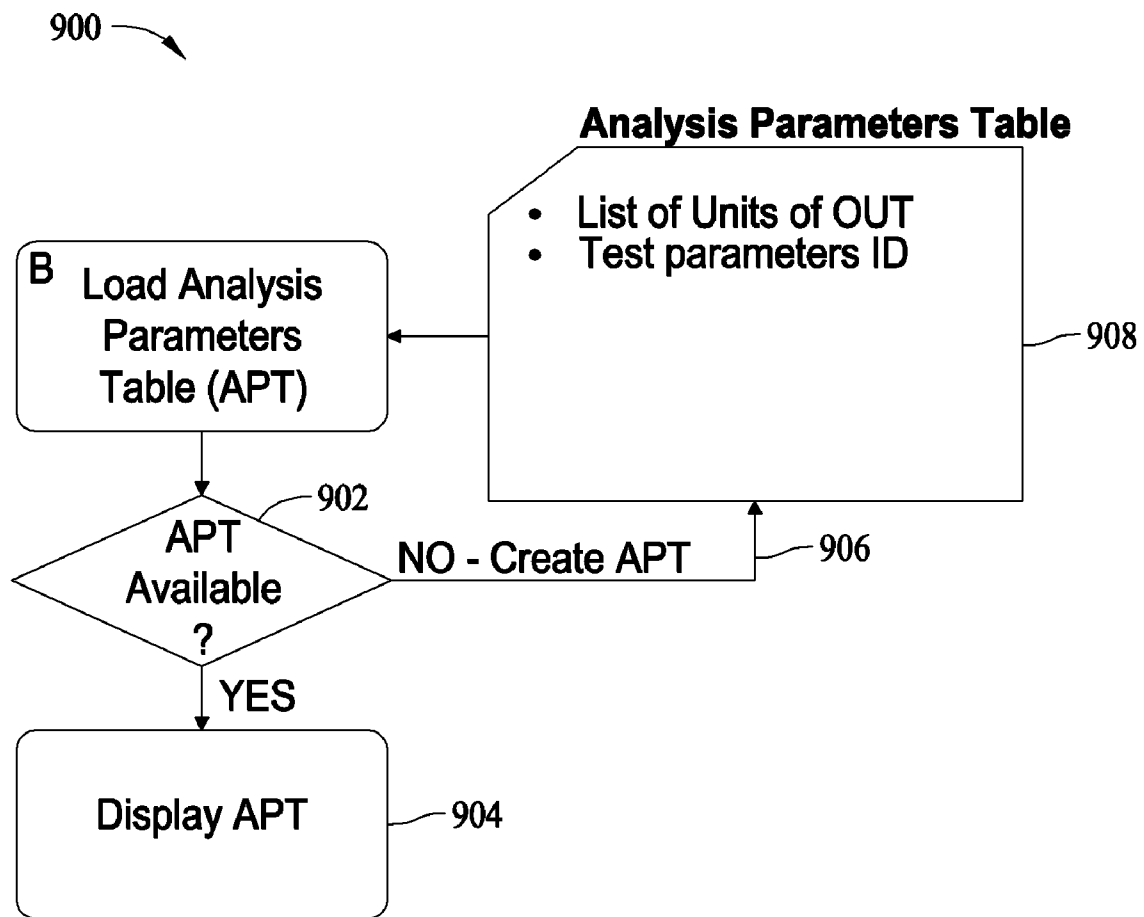 900
Analysis Parameters Table
• List of Units of OUT
• Test parameters ID
908
B
Load Analysis
Parameters
Table (APT)
902
APT
Available
?
NO - Create APT
906
YES
Display APT
904